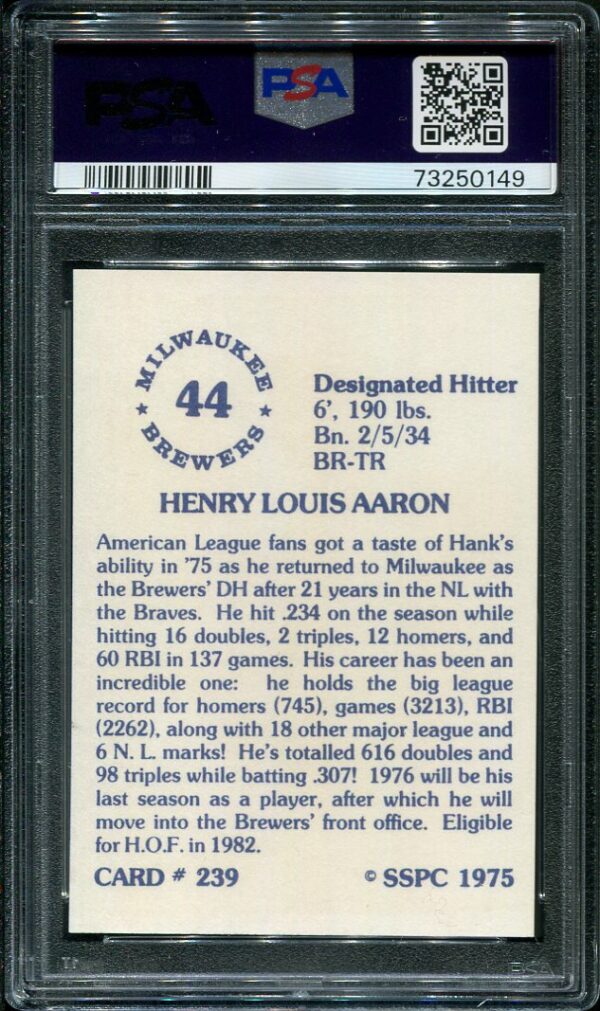 PSA
PSA
73250149
MILWAUKEE
44
BREWERS
Designated Hitter
6', 190 lbs.
Bn. 2/5/34
BR-TR
HENRY LOUIS AARON
American League fans got a taste of Hank's
ability in '75 as he returned to Milwaukee as
the Brewers' DH after 21 years in the NL with
the Braves. He hit .234 on the season while
hitting 16 doubles, 2 triples, 12 homers, and
60 RBI in 137 games. His career has been an
incredible one: he holds the big league
record for homers (745), games (3213), RBI
(2262), along with 18 other major league and
6 N. L. marks! He's totalled 616 doubles and
98 triples while batting .307! 1976 will be his
last season as a player, after which he will
move into the Brewers' front office. Eligible
for H.O.F. in 1982.
CARD # 239 © SSPC 1975